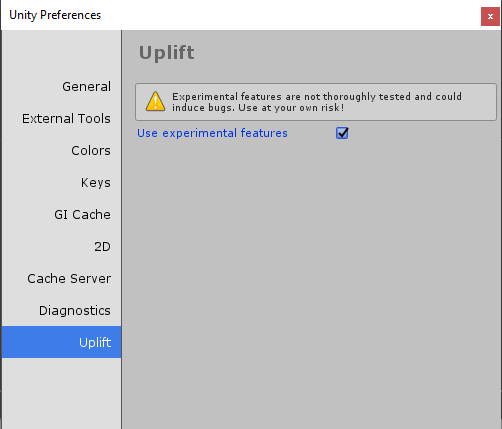 Unity Preferences
x
General
External Tools
Colors
Keys
GI Cache
2D
Cache Server
Diagnostics
Uplift
Uplift
Experimental features are not thoroughly tested and could
induce bugs. Use at your own risk!
Use experimental features